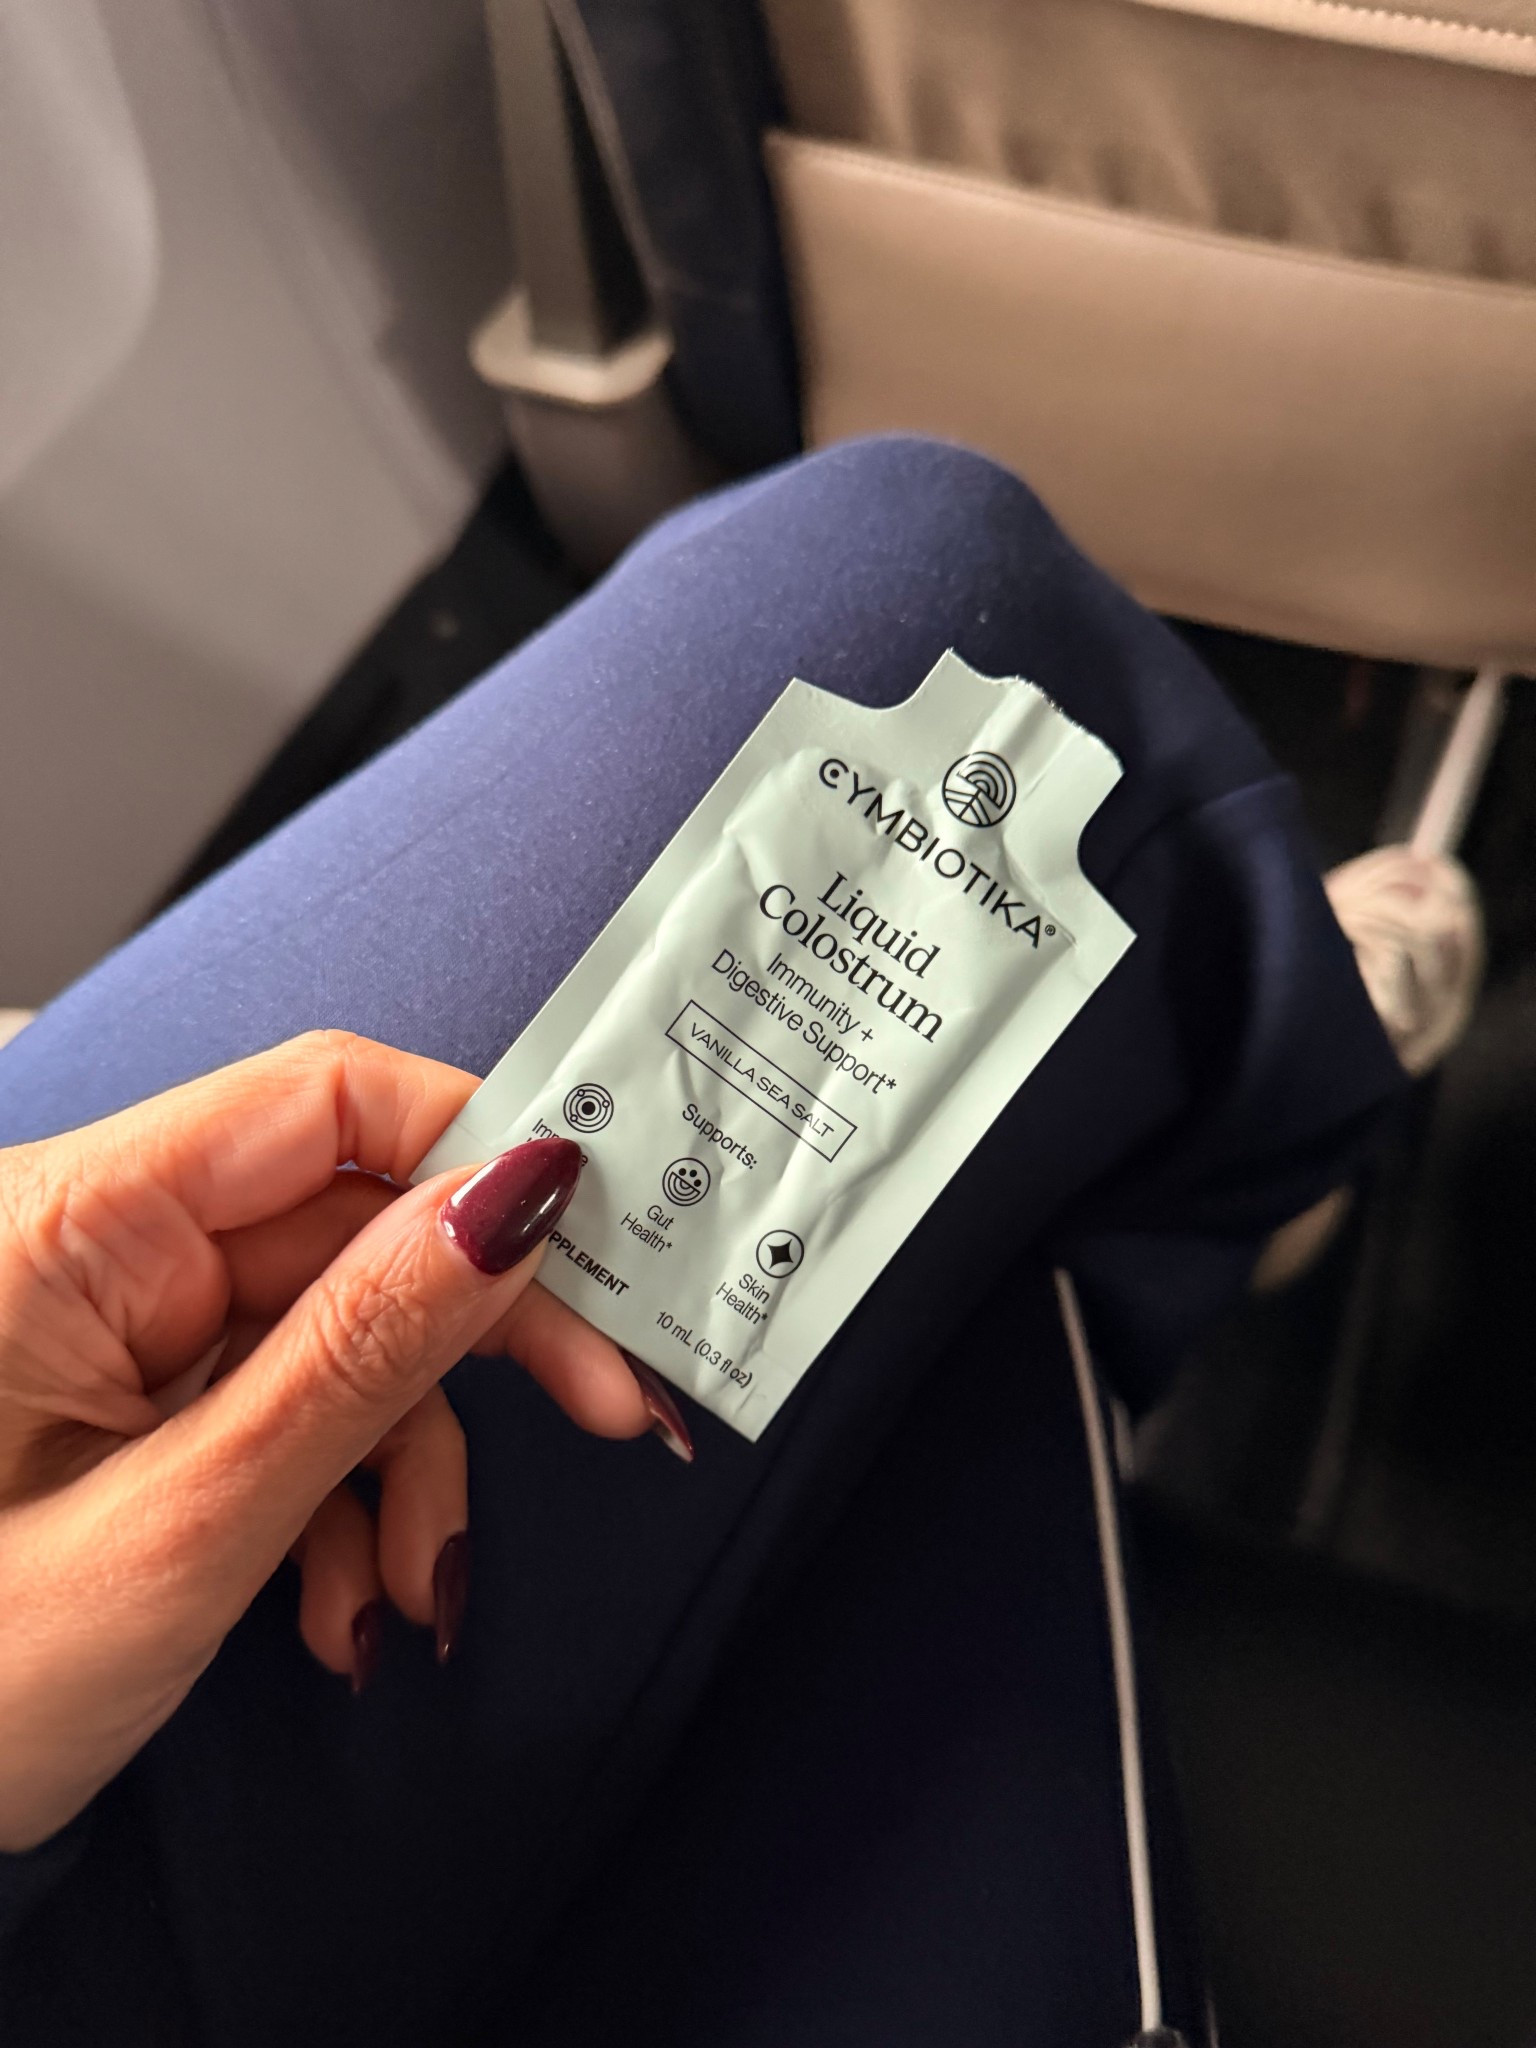 CYMBIOTIKA®
Liquid
Colostrum
Immunity +
Digestive Support*
VANILLA SEA SALT
Supports:
Gut
Health*
Skin
Health*
10 mL (0.3 fl oz)